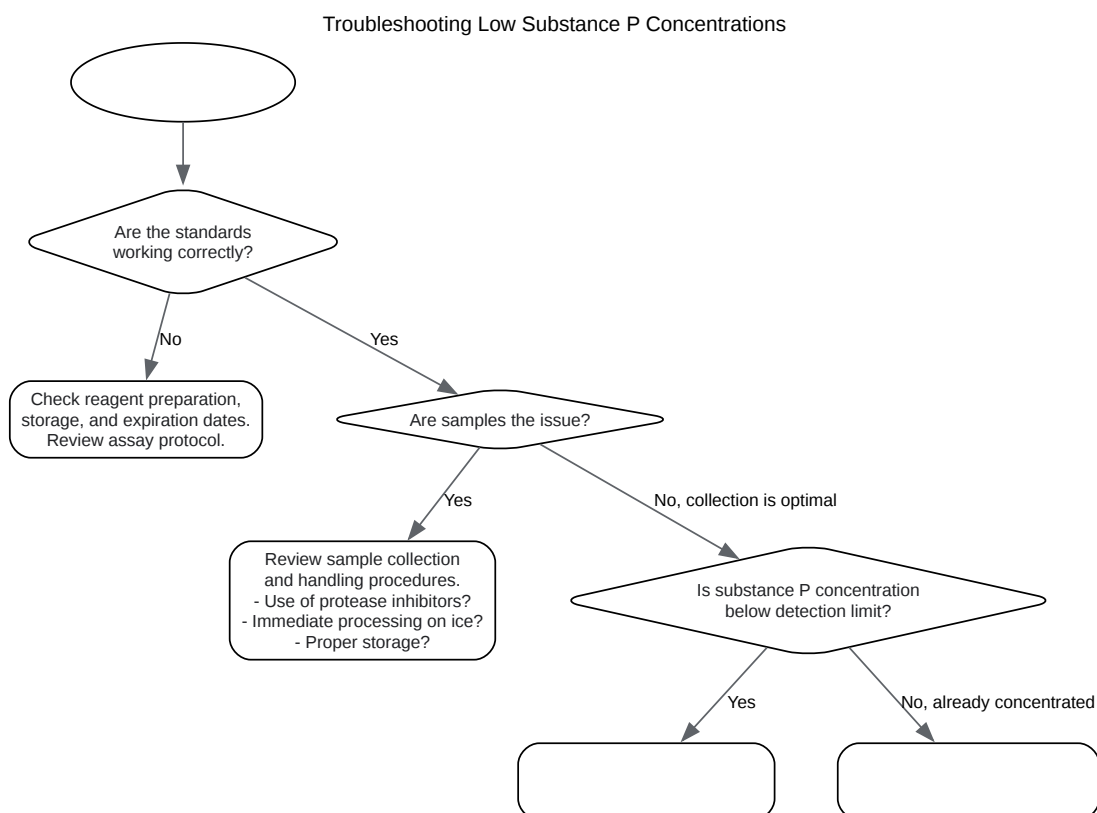 Troubleshooting Low Substance P Concentrations
Are the standards
working correctly?
No
Yes
Check reagent preparation,
storage, and expiration dates.
Review assay protocol.
Are samples the issue?
Yes
No, collection is optimal
Review sample collection
and handling procedures.
- Use of protease inhibitors?
- Immediate processing on ice?
- Proper storage?
Is substance P concentration
below detection limit?
Yes
No, already concentrated